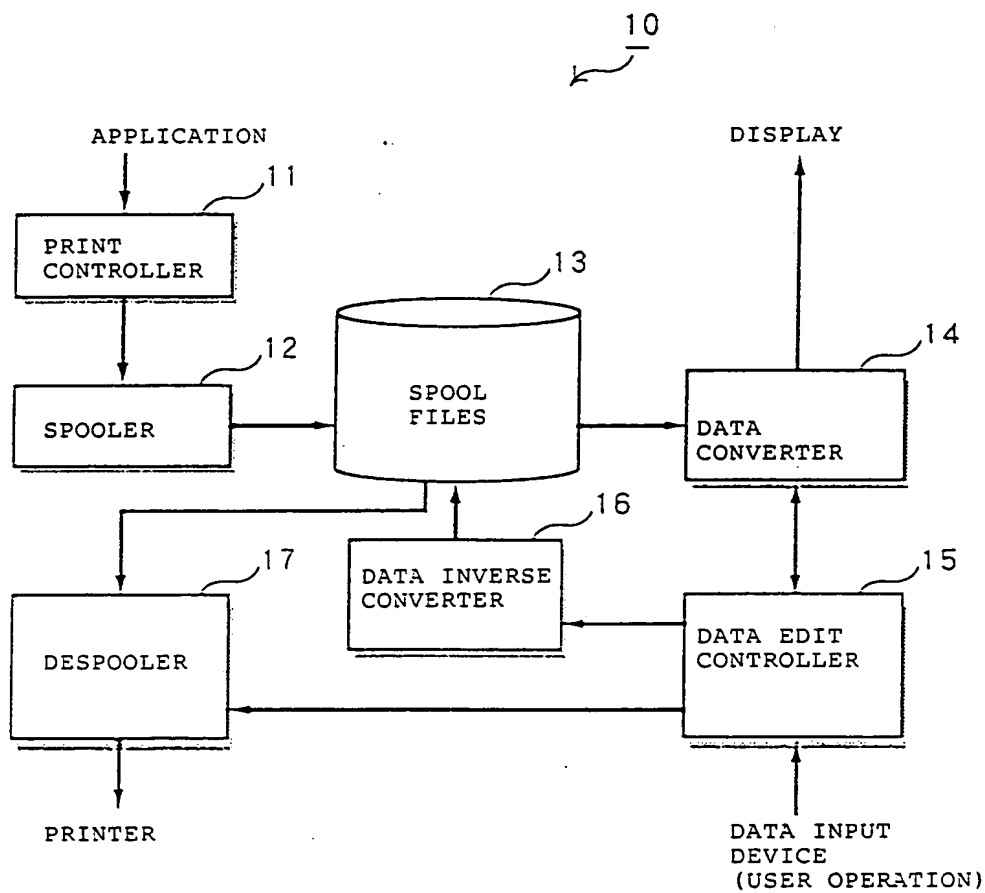 10
APPLICATION
DISPLAY
11
PRINT
CONTROLLER
13
12
14
SPOOLER
SPOOL
FILES
DATA
CONVERTER
16
17
15
DATA INVERSE
CONVERTER
DESPOOLER
DATA EDIT
CONTROLLER
PRINTER
DATA INPUT
DEVICE
(USER OPERATION)